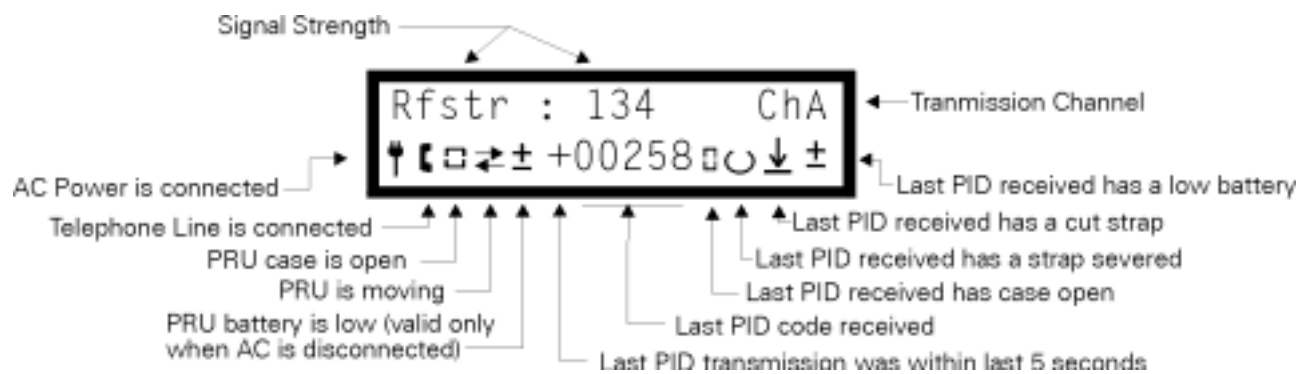 Signal Strength
Rfstr : 134 ChA
Tranmission Channel
+00258 ±
AC Power is connected
Last PID received has a low battery
Telephone Line is connected
Last PID received has a cut strap
PRU case is open
Last PID received has a strap severed
PRU is moving
Last PID received has case open
PRU battery is low (valid only
when AC is disconnected)
Last PID code received
Last PID transmission was within last 5 seconds